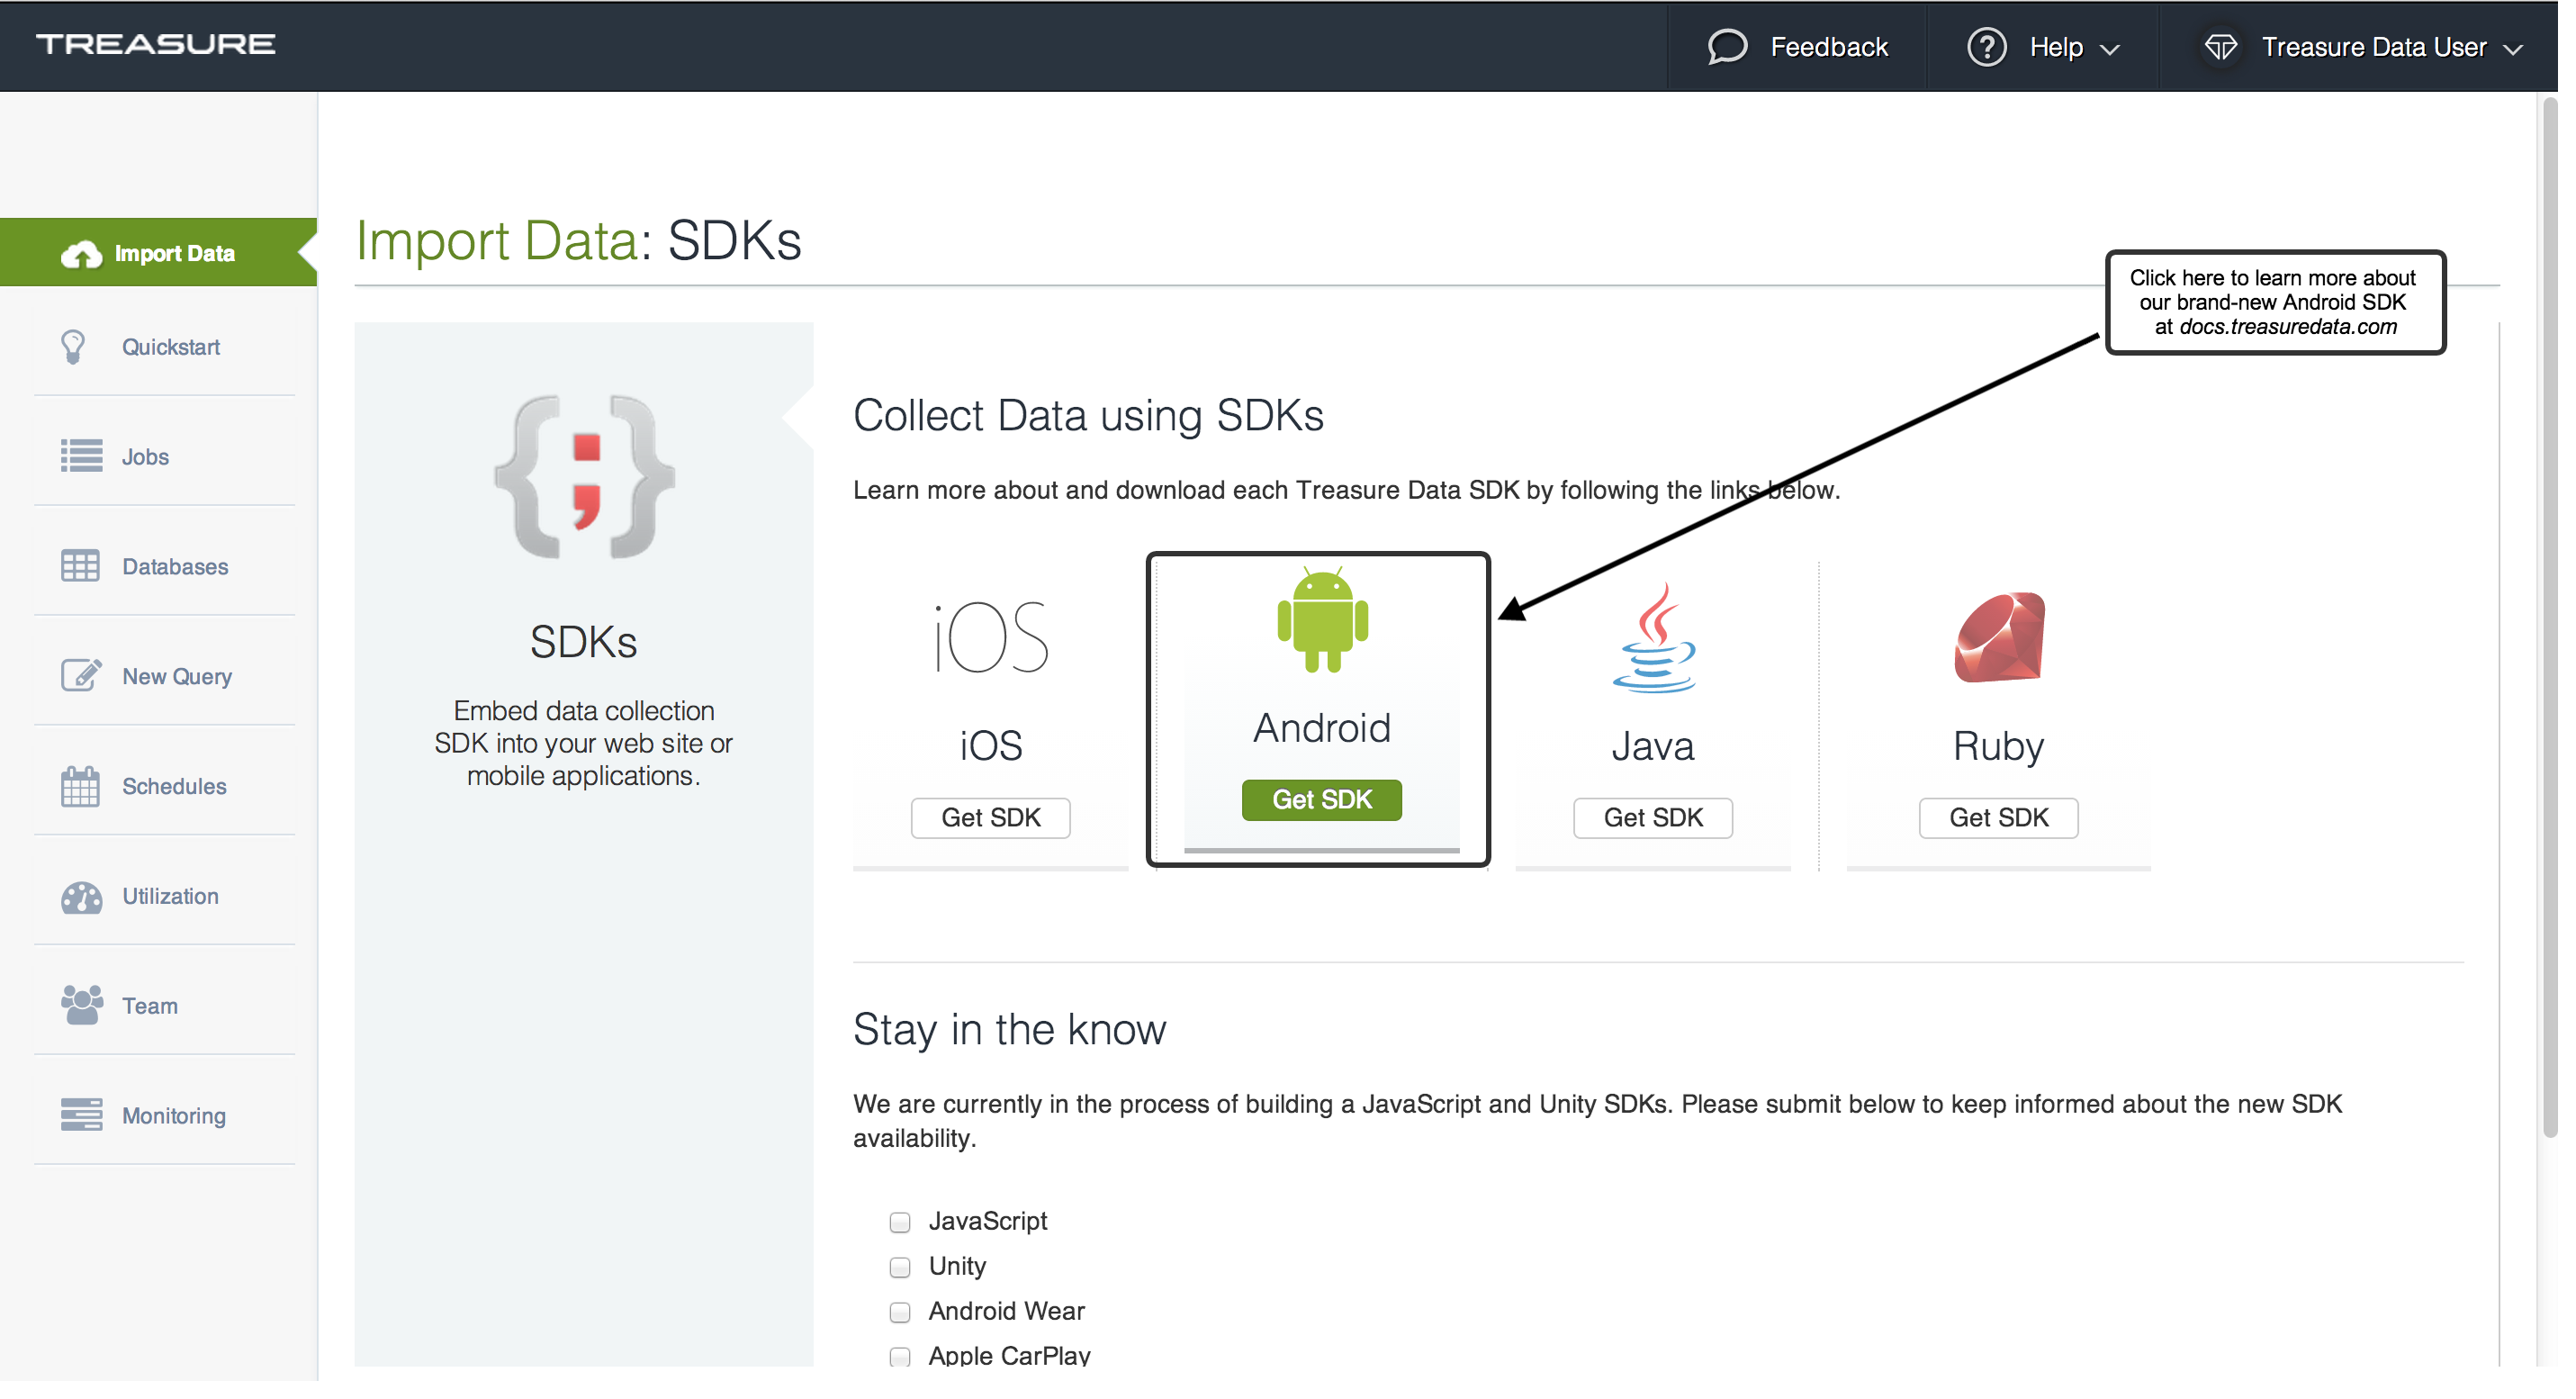 TREASURE
Feedback
Help
Treasure Data User
Import Data
Quickstart
Jobs
Databases
New Query
Schedules
Utilization
Team
Monitoring
Import Data: SDKs
Click here to learn more about
our brand-new Android SDK
at docs.treasuredata.com
{;}
SDKs
Embed data collection
SDK into your web site or
mobile applications.
Collect Data using SDKs
Learn more about and download each Treasure Data SDK by following the links below.
iOS
iOS
Get SDK
Android
Get SDK
Java
Get SDK
Ruby
Get SDK
Stay in the know
We are currently in the process of building a JavaScript and Unity SDKs. Please submit below to keep informed about the new SDK
availability.
JavaScript
Unity
Android Wear
Apple CarPlay